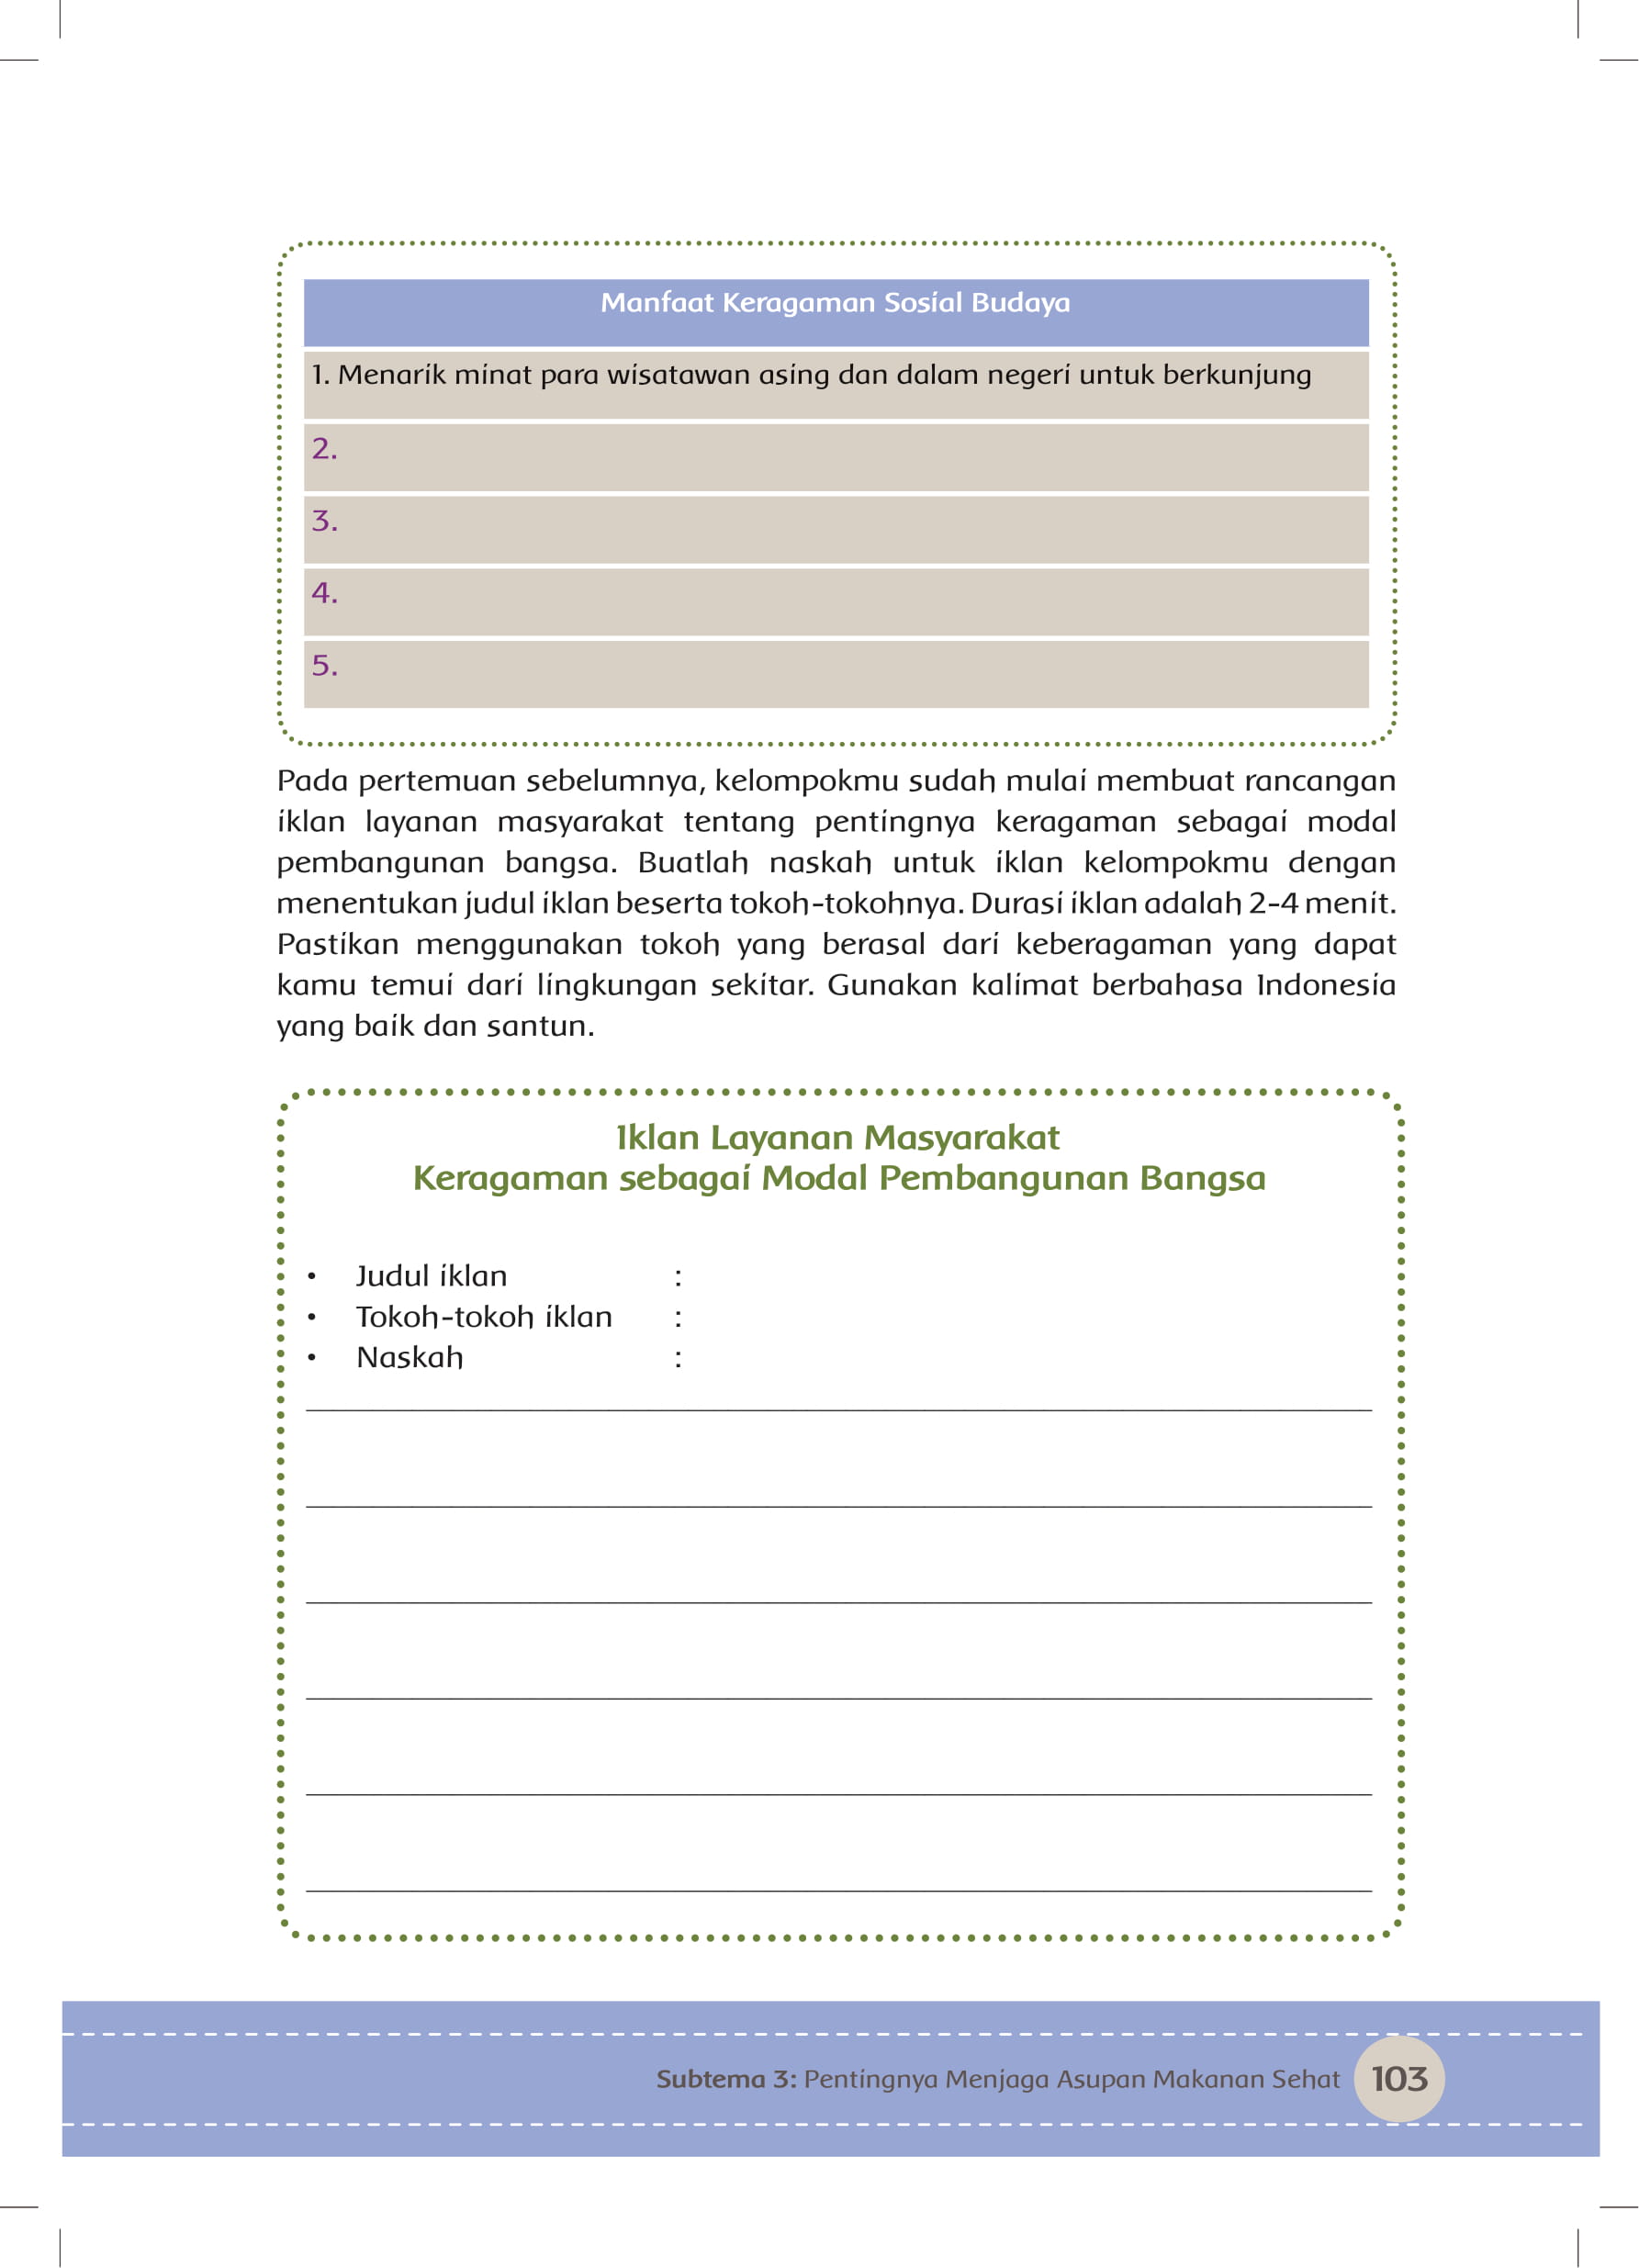 Manfaat Keragaman Sosial Budaya
1. Menarik minat para wisatawan asing dan dalam negeri untuk berkunjung
2.
3.
4.
5.
Pada pertemuan sebelumnya, kelompokmu sudah mulai membuat rancangan
iklan layanan masyarakat tentang pentingnya keragaman sebagai modal
pembangunan bangsa. Buatlah naskah untuk iklan kelompokmu dengan
menentukan judul iklan beserta tokoh-tokohnya. Durasi iklan adalah 2-4 menit.
Pastikan menggunakan tokoh yang berasal dari keberagaman yang dapat
kamu temui dari lingkungan sekitar. Gunakan kalimat berbahasa Indonesia
yang baik dan santun.
Iklan Layanan Masyarakat
Keragaman sebagai Modal Pembangunan Bangsa
• Judul iklan :
• Tokoh-tokoh iklan :
• Naskah :
Subtema 3: Pentingnya Menjaga Asupan Makanan Sehat 103